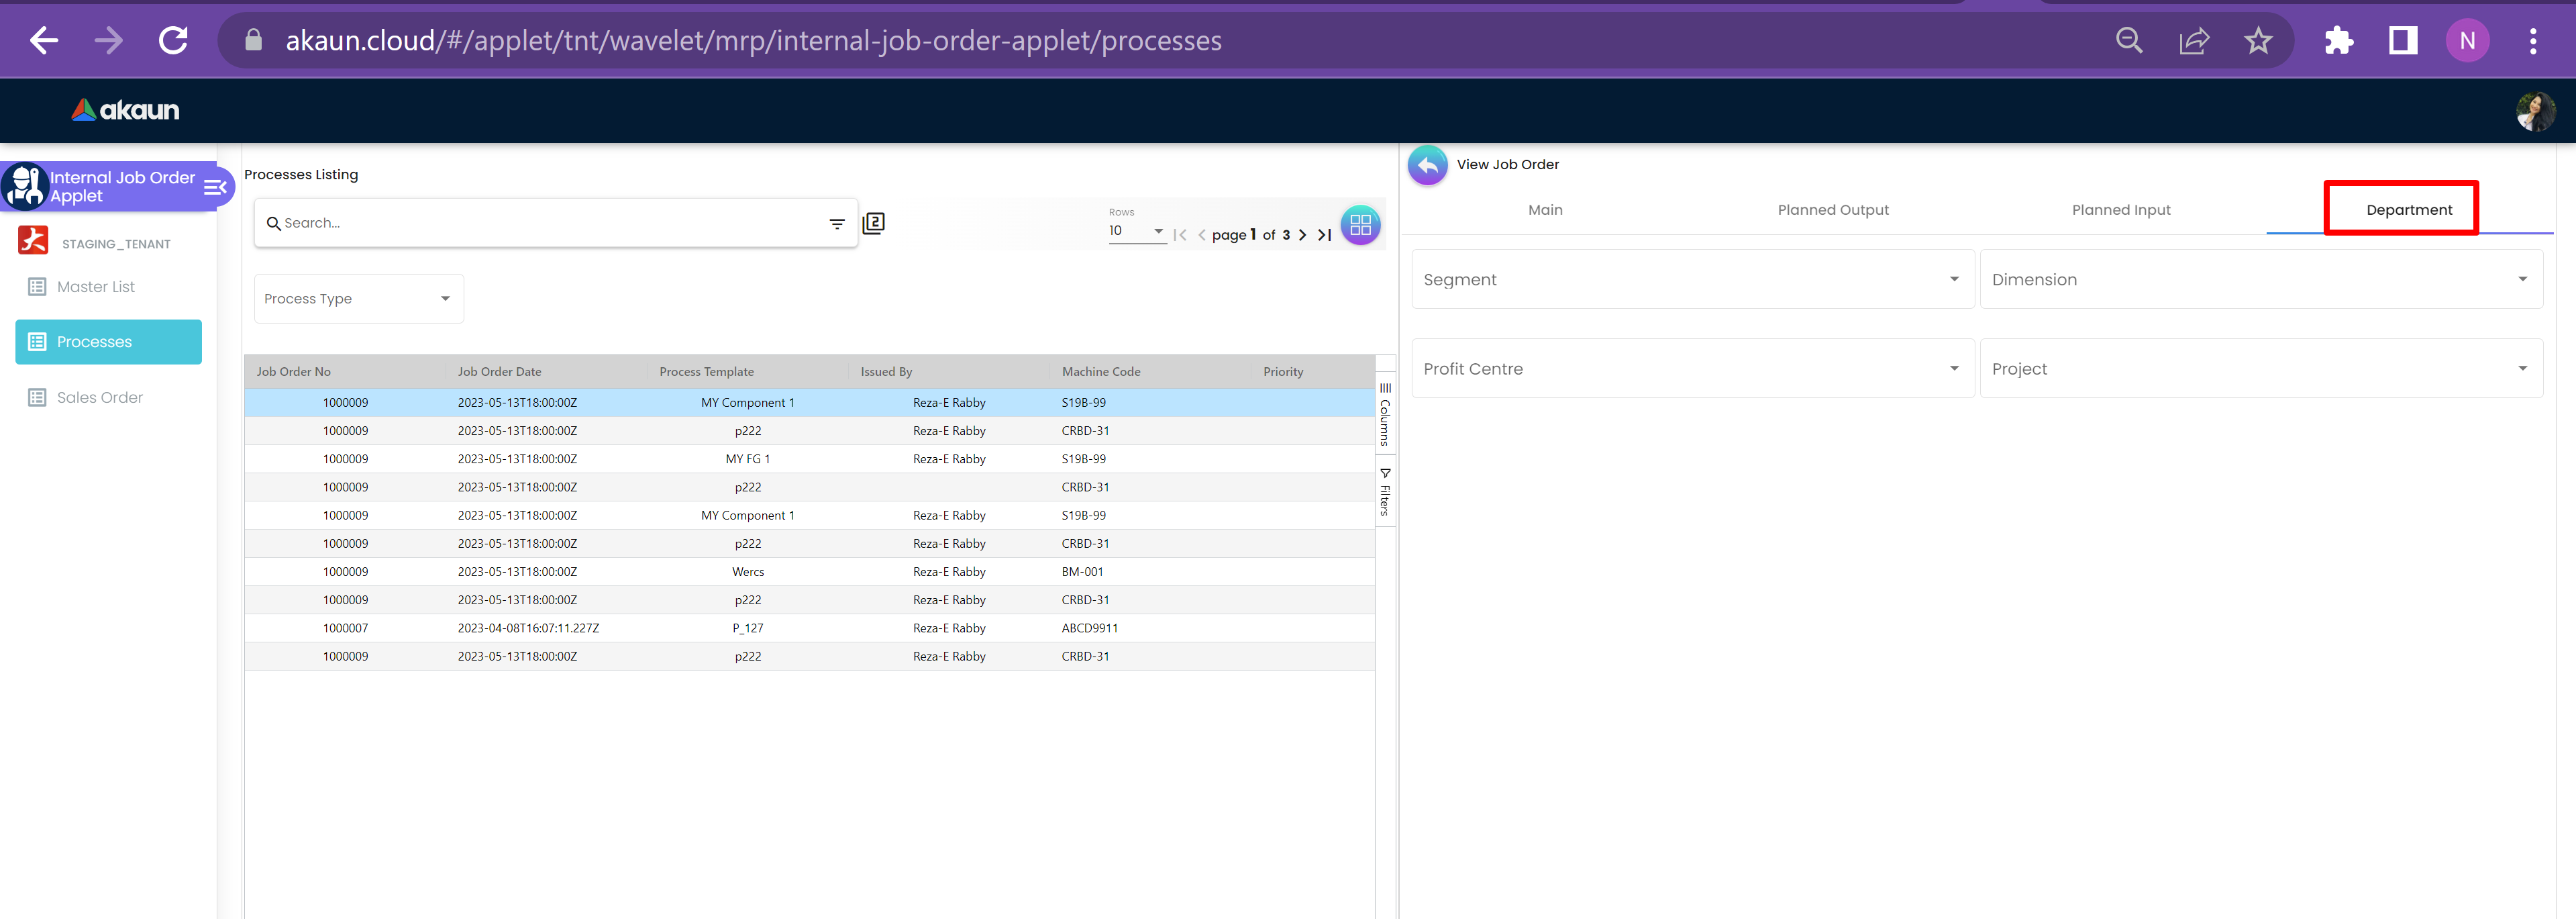 akaun.cloud/#/applet/tnt/wavelet/mrp/internal-job-order-applet/processes
N
akaun
Internal Job Order
Applet
STAGING_TENANT
Master List
Processes
Sales Order
Processes Listing
Search...
2
Rows
10
page 1 of 3
Process Type
Job Order No Job Order Date Process Template Issued By Machine Code Priority
1000009 2023-05-13T18:00:00Z MY Component 1 Reza-E Rabby S19B-99
1000009 2023-05-13T18:00:00Z p222 Reza-E Rabby CRBD-31
1000009 2023-05-13T18:00:00Z MY FG 1 Reza-E Rabby S19B-99
1000009 2023-05-13T18:00:00Z p222 CRBD-31
1000009 2023-05-13T18:00:00Z MY Component 1 Reza-E Rabby S19B-99
1000009 2023-05-13T18:00:00Z p222 Reza-E Rabby CRBD-31
1000009 2023-05-13T18:00:00Z Wercs Reza-E Rabby BM-001
1000009 2023-05-13T18:00:00Z p222 Reza-E Rabby CRBD-31
1000007 2023-04-08T16:07:11.227Z P_127 Reza-E Rabby ABCD9911
1000009 2023-05-13T18:00:00Z p222 Reza-E Rabby CRBD-31
Columns
Filters
View Job Order
Main Planned Output Planned Input Department
Segment Dimension
Profit Centre Project